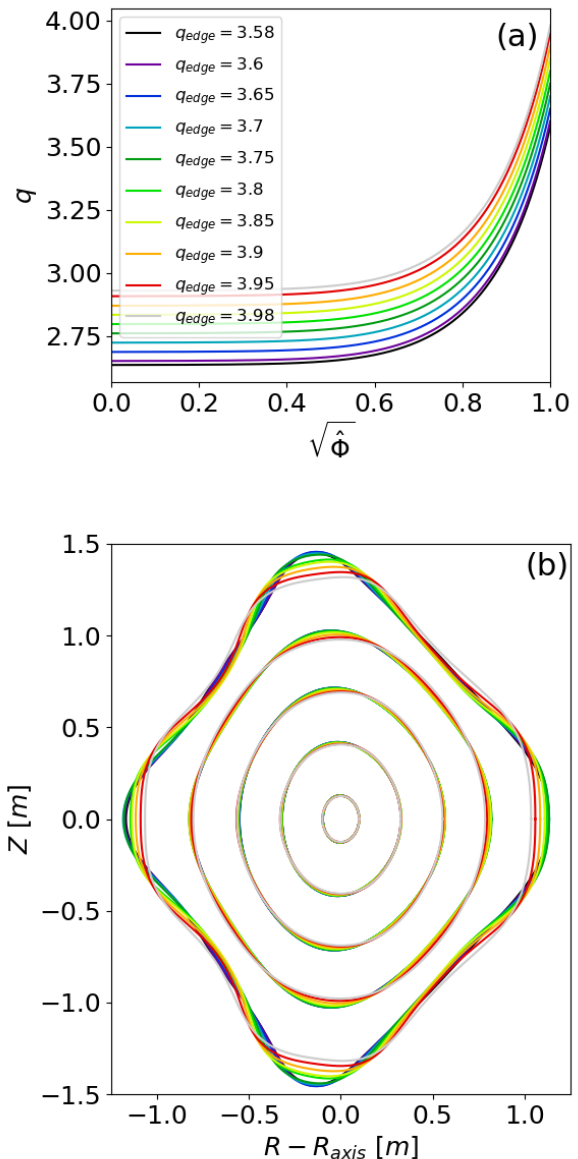 (a)
4.00
3.75
3.50
3.25
3.00
2.75
q
q_edge = 3.58
q_edge = 3.6
q_edge = 3.65
q_edge = 3.7
q_edge = 3.75
q_edge = 3.8
q_edge = 3.85
q_edge = 3.9
q_edge = 3.95
q_edge = 3.98
0.0 0.2 0.4 0.6 0.8 1.0
√Φ̂
(b)
1.5
1.0
0.5
0.0
−0.5
−1.0
−1.5
Z [m]
−1.0 −0.5 0.0 0.5 1.0
R − R_axis [m]